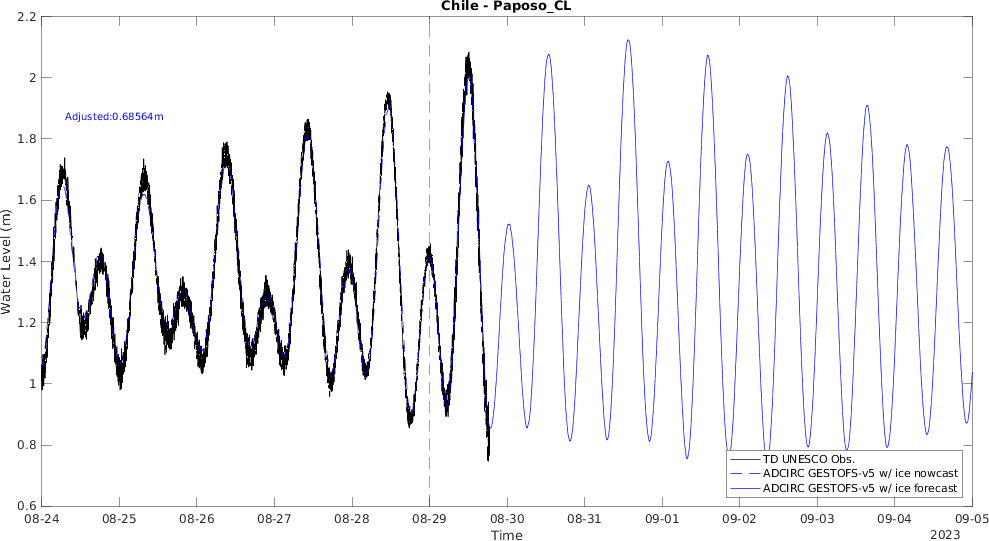 Chile - Paposo_CL
2.2
2
1.8
1.6
1.4
1.2
1
0.8
0.6
Water Level (m)
Adjusted:0.68564m
TD UNESCO Obs.
ADCIRC GESTOFS-v5 w/ ice nowcast
ADCIRC GESTOFS-v5 w/ ice forecast
08-24 08-25 08-26 08-27 08-28 08-29 08-30 08-31 09-01 09-02 09-03 09-04 09-05
Time
2023